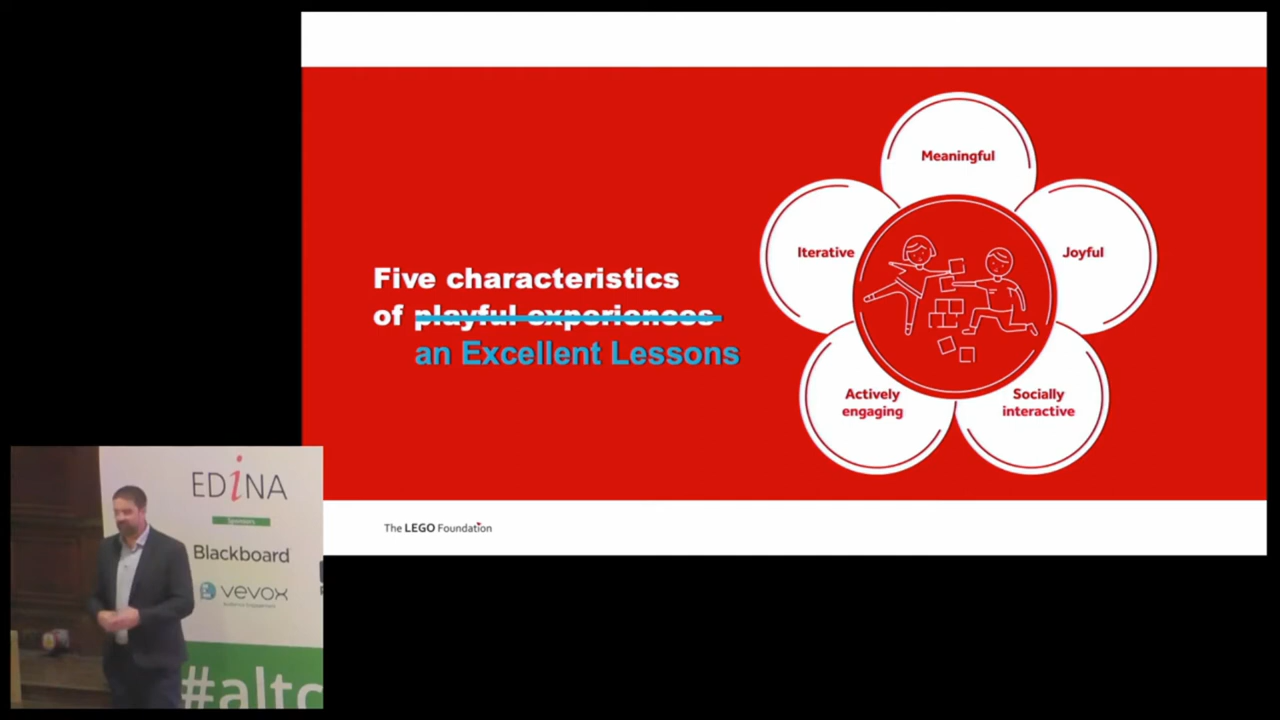 Five characteristics
of playful experiences
an Excellent Lessons
Meaningful
Iterative
Joyful
Actively
engaging
Socially
interactive
The LEGO Foundation
EDiNA
Sponsors
Blackboard
vevox
#altc